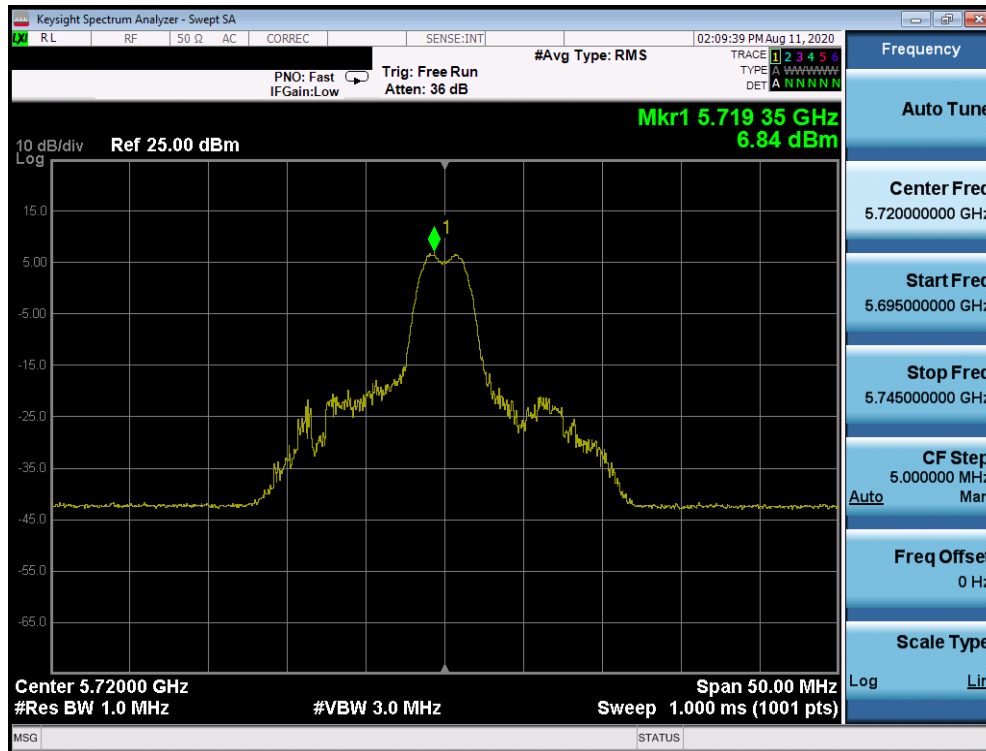 Keysight Spectrum Analyzer - Swept SA
LXI RL RF 50 Ω AC CORREC SENSE:INT 02:09:39 PM Aug 11, 2020
#Avg Type: RMS
TRACE 1 2 3 4 5 6
TYPE A W W W W W
DET A N N N N N
PNO: Fast
IFGain:Low
Trig: Free Run
Atten: 36 dB
Mkr1 5.719 35 GHz
6.84 dBm
10 dB/div
Log
Ref 25.00 dBm
15.0
5.00
-5.00
-15.0
-25.0
-35.0
-45.0
-55.0
-65.0
1
Center 5.72000 GHz
Span 50.00 MHz
#Res BW 1.0 MHz
#VBW 3.0 MHz
Sweep 1.000 ms (1001 pts)
MSG
STATUS
Frequency
Auto Tune
Center Freq
5.720000000 GHz
Start Freq
5.695000000 GHz
Stop Freq
5.745000000 GHz
CF Step
5.000000 MHz
Auto Man
Freq Offset
0 Hz
Scale Type
Log Lin